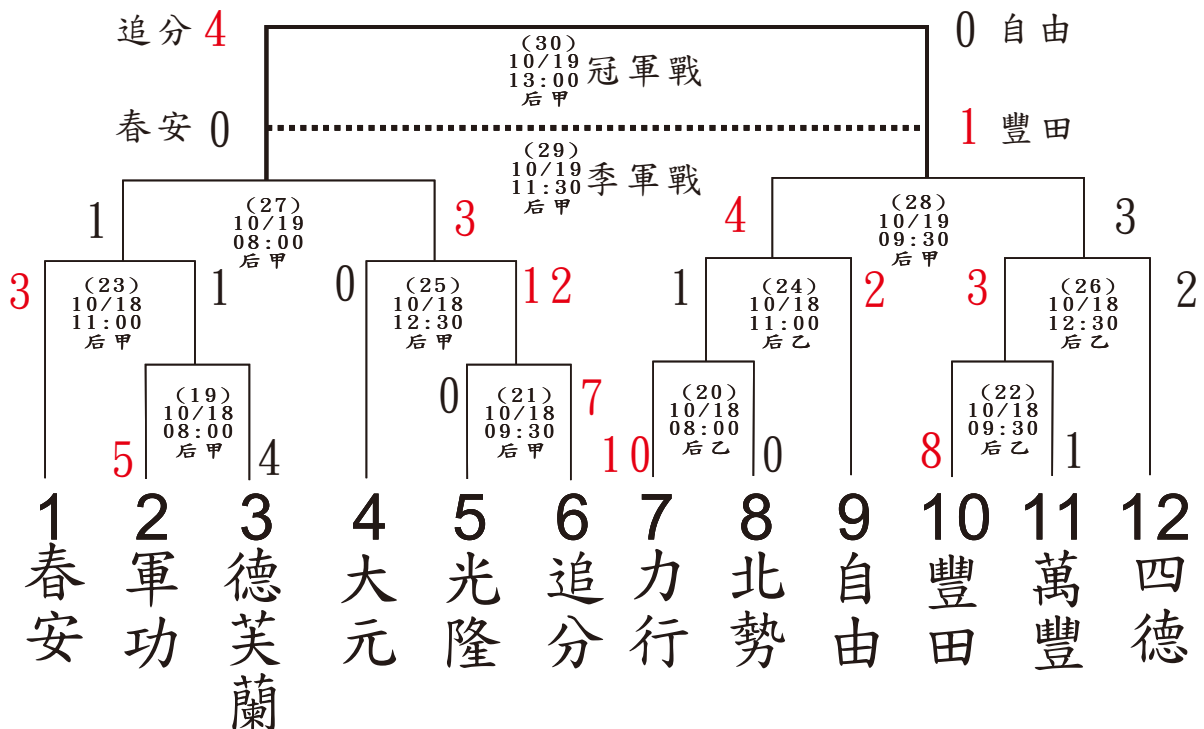 追分 4
0 自由
(30)
10/19
13:00
后甲
冠軍戰
春安 0
1 豐田
(29)
10/19
11:30
后甲
季軍戰
1
(27)
10/19
08:00
后甲
3
4
(28)
10/19
09:30
后甲
3
3
(23)
10/18
11:00
后甲
1
0
(25)
10/18
12:30
后甲
12
1
(24)
10/18
11:00
后乙
2
3
(26)
10/18
12:30
后乙
2
5
(19)
10/18
08:00
后甲
4
0
(21)
10/18
09:30
后甲
7
10
(20)
10/18
08:00
后乙
0
8
(22)
10/18
09:30
后乙
1
1 2 3 4 5 6 7 8 9 10 11 12
春安
軍功
德芙蘭
大元
光隆
追分
力行
北勢
自由
豐田
萬豐
四德